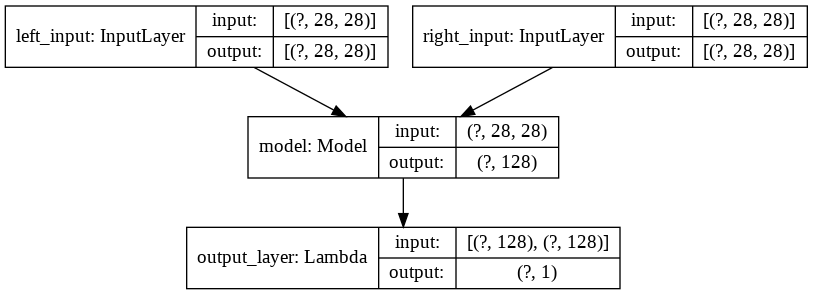 left_input: InputLayer
input: [(?, 28, 28)]
output: [(?, 28, 28)]
right_input: InputLayer
input: [(?, 28, 28)]
output: [(?, 28, 28)]
model: Model
input: (?, 28, 28)
output: (?, 128)
output_layer: Lambda
input: [(?, 128), (?, 128)]
output: (?, 1)